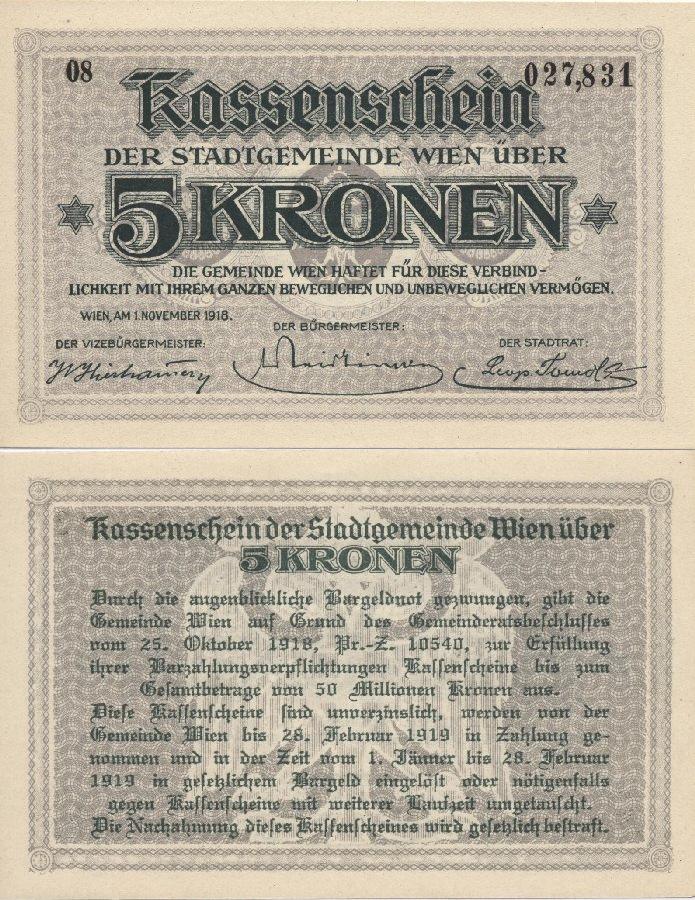 08 027,831
Kassenschein
DER STADTGEMEINDE WIEN ÜBER
5 KRONEN
DIE GEMEINDE WIEN HAFTET FÜR DIESE VERBIND-
LICHKEIT MIT IHREM GANZEN BEWEGLICHEN UND UNBEWEGLICHEN VERMÖGEN.
WIEN, AM 1. NOVEMBER 1918.
DER VIZEBÜRGERMEISTER: DER BÜRGERMEISTER: DER STADTRAT:
Kassenschein der Stadtgemeinde Wien über
5 KRONEN
Durch die augenblickliche Bargeldnot gezwungen, gibt die
Gemeinde Wien auf Grund des Gemeinderatsbeschlusses
vom 25. Oktober 1918, Pr.-Z. 10540, zur Erfüllung
ihrer Barzahlungsverpflichtungen Kassenscheine bis zum
Gesamtbetrage von 50 Millionen Kronen aus.
Diese Kassenscheine sind unverzinslich, werden von der
Gemeinde Wien bis 28. Februar 1919 in Zahlung ge-
nommen und in der Zeit vom 1. Jänner bis 28. Februar
1919 in gesetzlichem Bargeld eingelöst oder nötigenfalls
gegen Kassenscheine mit weiterer Laufzeit umgetauscht.
Die Nachahmung dieses Kassenscheines wird gesetzlich bestraft.